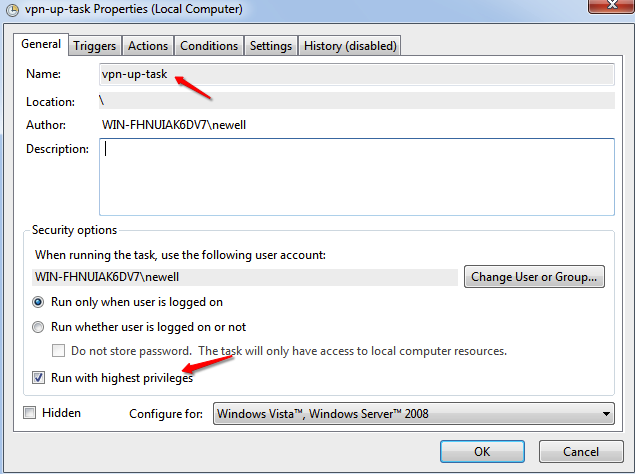 vpn-up-task Properties (Local Computer)
General Triggers Actions Conditions Settings History (disabled)
Name: vpn-up-task
Location: \
Author: WIN-FHNUIAK6DV7\newell
Description:
Security options
When running the task, use the following user account:
WIN-FHNUIAK6DV7\newell Change User or Group...
Run only when user is logged on
Run whether user is logged on or not
Do not store password. The task will only have access to local computer resources.
Run with highest privileges
Hidden Configure for: Windows Vista™, Windows Server™ 2008
OK Cancel